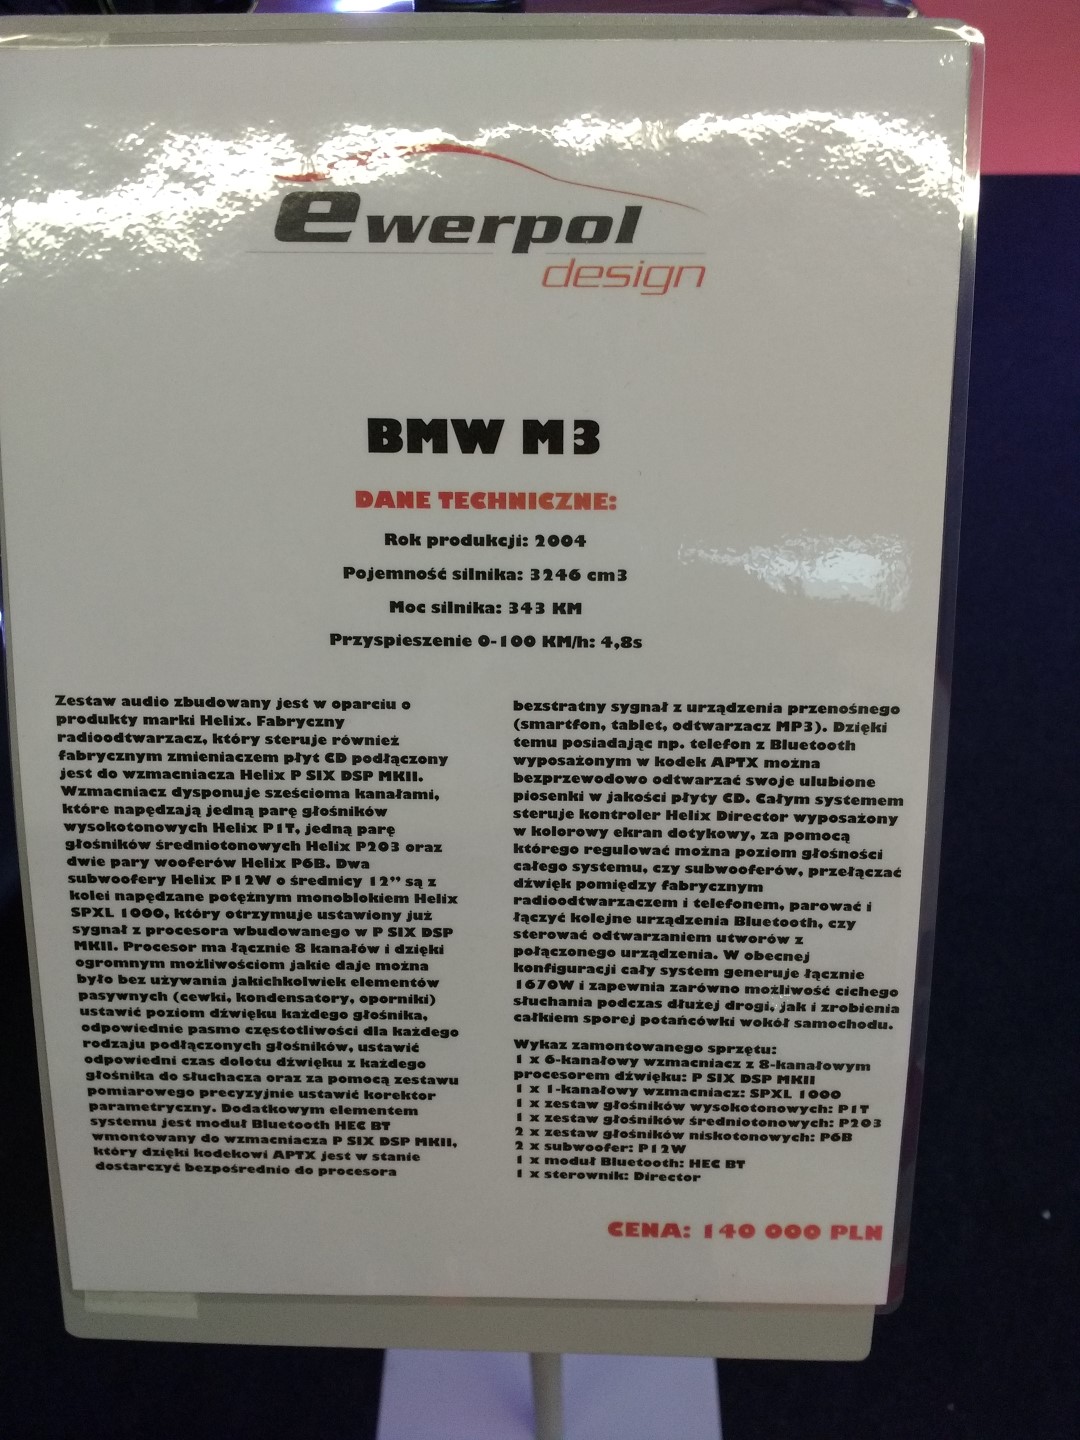 ewerpol
design
BMW M3
DANE TECHNICZNE:
Rok produkcji: 2004
Pojemność silnika: 3246 cm3
Moc silnika: 343 KM
Przyspieszenie 0-100 KM/h: 4,8s
Zestaw audio zbudowany jest w oparciu o
produkty marki Helix. Fabryczny
radioodtwarzacz, który steruje również
fabrycznym zmieniaczem płyt CD podłączony
jest do wzmacniacza Helix P SIX DSP MKII.
Wzmacniacz dysponuje sześcioma kanałami,
które napędzają jedną parę głośników
wysokotonowych Helix P1T, jedną parę
głośników średniotonowych Helix P203 oraz
dwie pary wooferów Helix P6B. Dwa
subwoofery Helix P12W o średnicy 12” są z
kolei napędzane potężnym monoblokiem Helix
SPXL 1000, który otrzymuje ustawiony już
sygnał z procesora wbudowanego w P SIX DSP
MKII. Procesor ma łącznie 8 kanałów i dzięki
ogromnym możliwościom jakie daje można
było bez używania jakichkolwiek elementów
pasywnych (cewki, kondensatory, oporniki)
ustawić poziom dźwięku każdego głośnika,
odpowiednie pasmo częstotliwości dla każdego
rodzaju podłączonych głośników, ustawić
odpowiedni czas dolotu dźwięku z każdego
głośnika do słuchacza oraz za pomocą zestawu
pomiarowego precyzyjnie ustawić korektor
parametryczny. Dodatkowym elementem
systemu jest moduł Bluetooth HEC BT
wmontowany do wzmacniacza P SIX DSP MKII,
który dzięki kodekowi APTX jest w stanie
dostarczyć bezpośrednio do procesora
bezstratny sygnał z urządzenia przenośnego
(smartfon, tablet, odtwarzacz MP3). Dzięki
temu posiadając np. telefon z Bluetooth
wyposażonym w kodek APTX można
bezprzewodowo odtwarzać swoje ulubione
piosenki w jakości płyty CD. Całym systemem
steruje kontroler Helix Director wyposażony
w kolorowy ekran dotykowy, za pomocą
którego regulować można poziom głośności
całego systemu, czy subwooferów, przełączać
dźwięk pomiędzy fabrycznym
radioodtwarzaczem i telefonem, parować i
łączyć kolejne urządzenia Bluetooth, czy
sterować odtwarzaniem utworów z
połączonego urządzenia. W obecnej
konfiguracji cały system generuje łącznie
1670W i zapewnia zarówno możliwość cichego
słuchania podczas dłużej drogi, jak i zrobienia
całkiem sporej potańcówki wokół samochodu.
Wykaz zamontowanego sprzętu:
1 x 6-kanałowy wzmacniacz z 8-kanałowym
procesorem dźwięku: P SIX DSP MKII
1 x 1-kanałowy wzmacniacz: SPXL 1000
1 x zestaw głośników wysokotonowych: P1T
1 x zestaw głośników średniotonowych: P203
2 x zestaw głośników niskotonowych: P6B
2 x subwoofer: P12W
1 x moduł Bluetooth: HEC BT
1 x sterownik: Director
CENA: 140 000 PLN